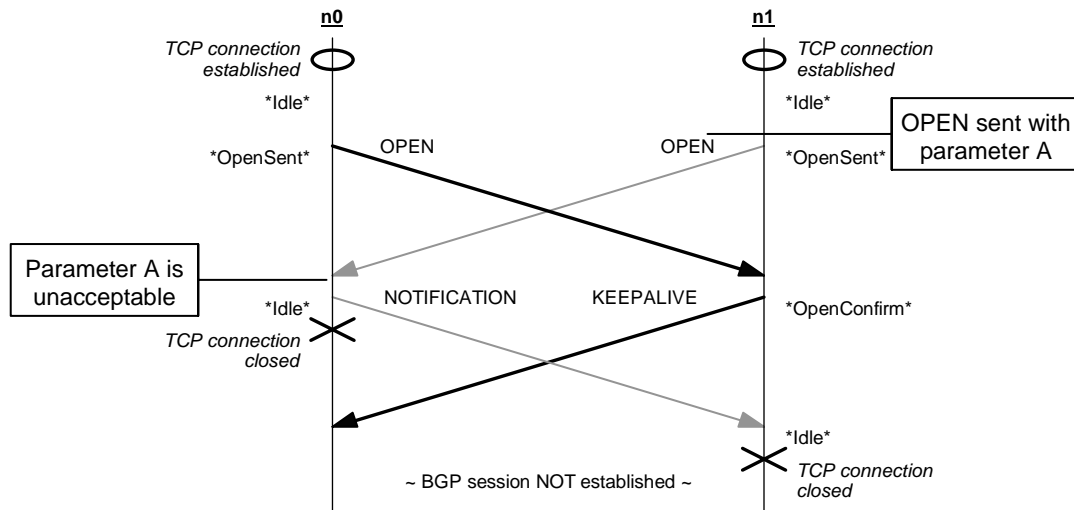 n0
n1
TCP connection
established
TCP connection
established
*Idle*
*Idle*
OPEN sent with
parameter A
OPEN
OPEN
*OpenSent*
*OpenSent*
Parameter A is
unacceptable
*Idle*
NOTIFICATION
KEEPALIVE
*OpenConfirm*
TCP connection
closed
*Idle*
TCP connection
closed
~ BGP session NOT established ~